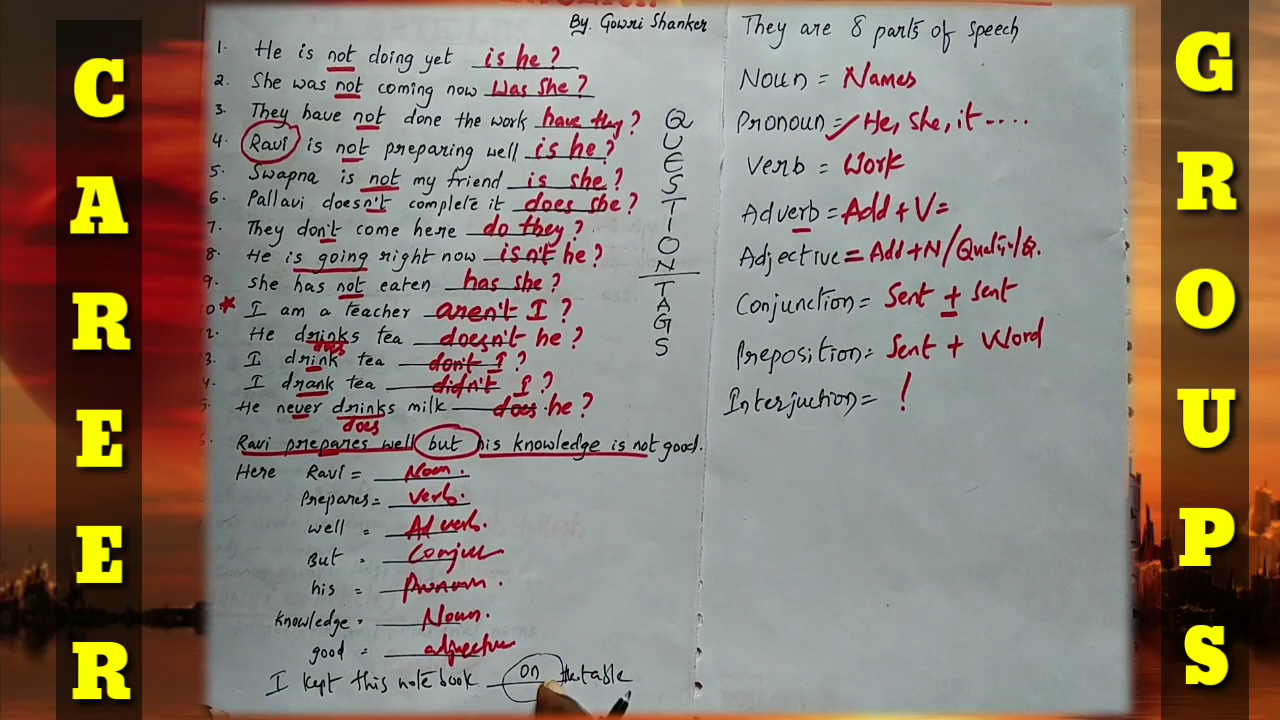 CAREER
By. Gowri Shanker
1. He is not doing yet is he?
2. She was not coming now was she?
3. They have not done the work have they?
4. Ravi is not preparing well is he?
5. Swapna is not my friend is she?
6. Pallavi doesn't complete it does she?
7. They don't come here do they?
8. He is going right now isn't he?
9. She has not eaten has she?
10* I am a teacher aren't I?
12. He drinks tea doesn't he?
does
13. I drink tea don't I?
4. I drank tea didn't I?
5. He never drinks milk does he?
does
Ravi prepares well but his knowledge is not good.
Here Ravi = Noun.
Prepares = verb.
well = Adverb.
But = Conju
his = Pronoun.
Knowledge = Noun.
good = adjective
I kept this note book on the table
QUESTION TAGS
They are 8 parts of speech
Noun = Names
Pronoun = He, She, it ....
Verb = Work
Adverb = Add + V =
Adjective = Add + N /
Conjunction = Sent + Sent
Preposition = Sent + Word
Interjuction = !
GROUPS